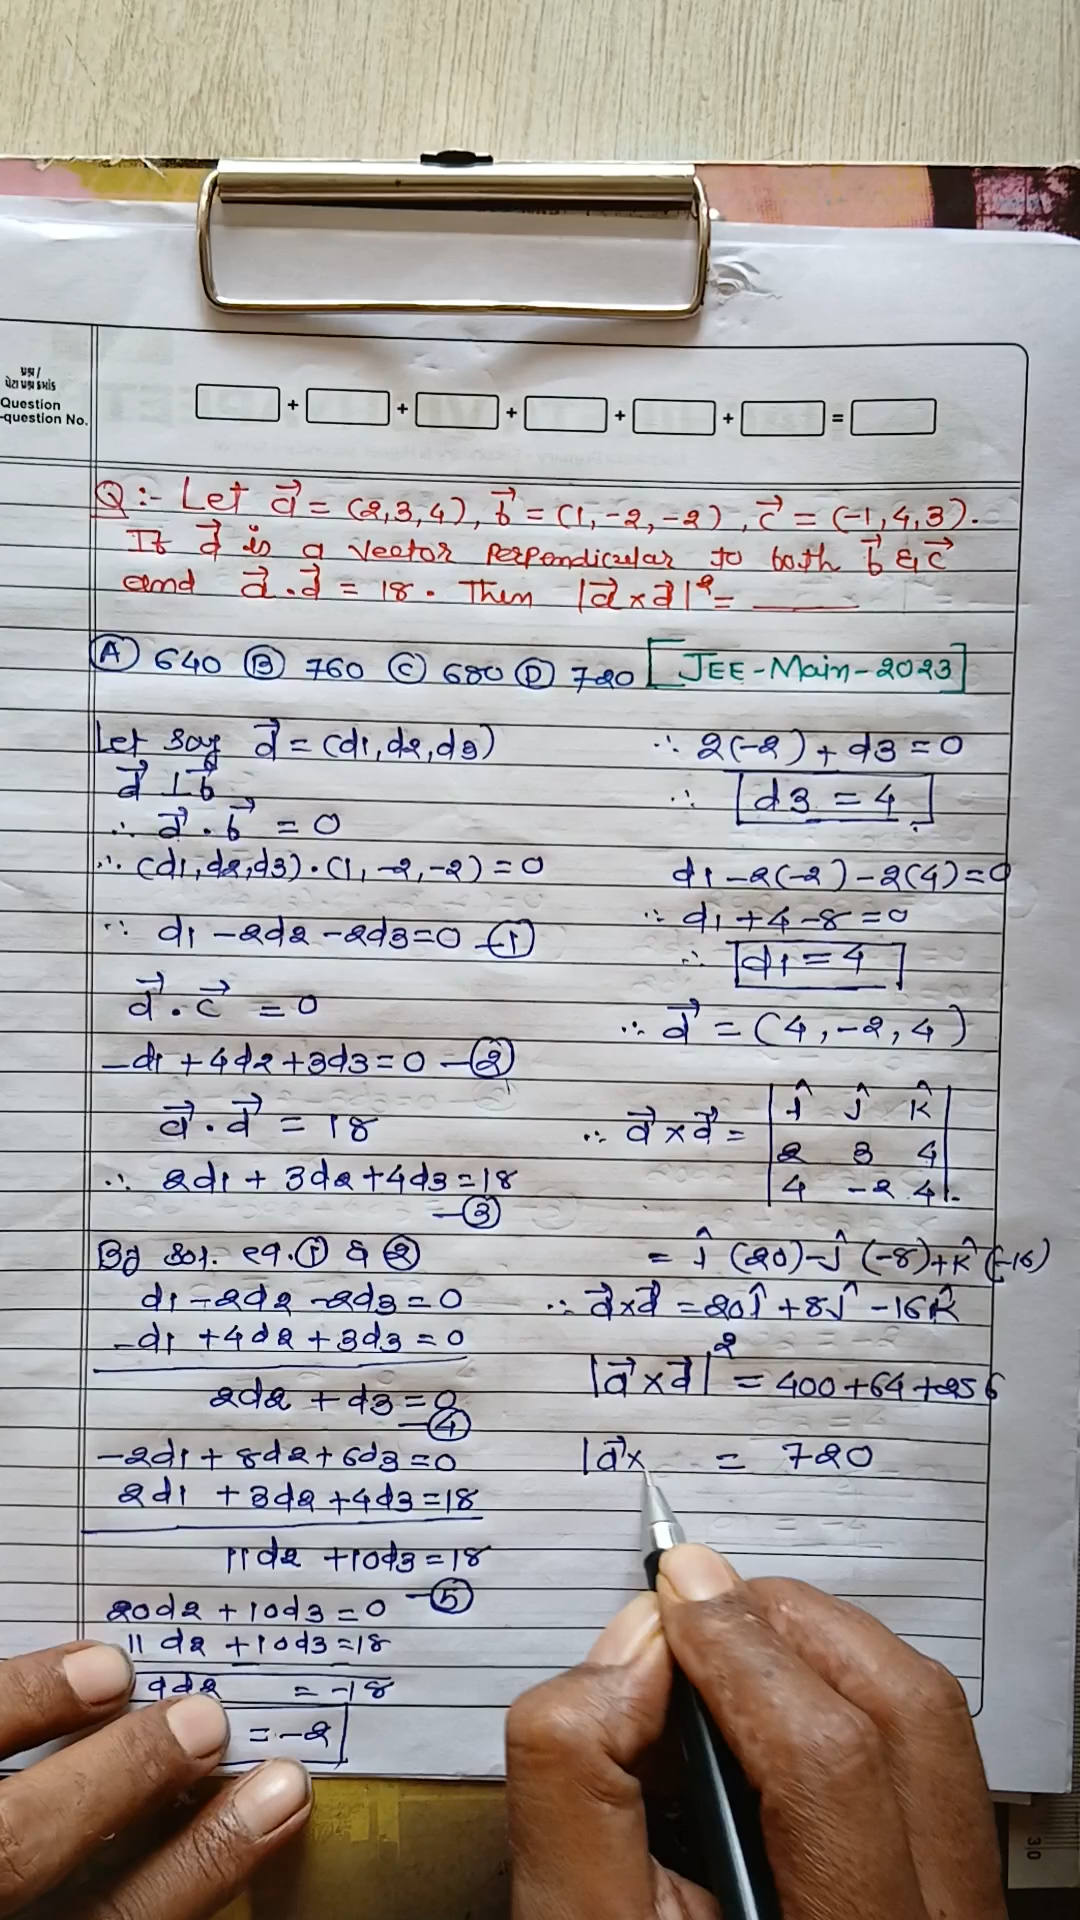 પ્રશ્ન /
પેટા પ્રશ્ન ક્રમાંક
Question
-question No.
+ + + + + =
Q:- Let a⃗ = (2,3,4), b⃗ = (1,-2,-2), c⃗ = (-1,4,3).
If d⃗ is a vector perpendicular to both b⃗ & c⃗
and a⃗.d⃗ = 18. Then |a⃗×d⃗|² = ____
(A) 640 (B) 760 (C) 680 (D) 720 [JEE-Main-2023]
Let say d⃗ = (d1,d2,d3)
d⃗ ⊥ b⃗
∴ d⃗.b⃗ = 0
∴ (d1,d2,d3).(1,-2,-2)=0
∴ d1-2d2-2d3=0 -(1)
d⃗.c⃗ = 0
-d1+4d2+3d3=0 -(2)
a⃗.d⃗ = 18
∴ 2d1+3d2+4d3=18
-(3)
By sol. eq.(1) & (2)
d1-2d2-2d3=0
-d1+4d2+3d3=0
2d2+d3=0
-(4)
-2d1+8d2+6d3=0
2d1+3d2+4d3=18
11d2+10d3=18
-(5)
20d2+10d3=0
11d2+10d3=18
9d2 = -18
= -2
∴ 2(-2)+d3=0
∴ d3=4
d1-2(-2)-2(4)=0
∴ d1+4-8=0
∴ d1=4
∴ d⃗ = (4,-2,4)
∴ a⃗×d⃗ = | î ĵ k̂
2 3 4
4 -2 4 |.
= î(20)-ĵ(-8)+k̂(-16)
∴ a⃗×d⃗ = 20î+8ĵ-16k̂
|a⃗×d⃗|² = 400+64+256
|a⃗× = 720
30